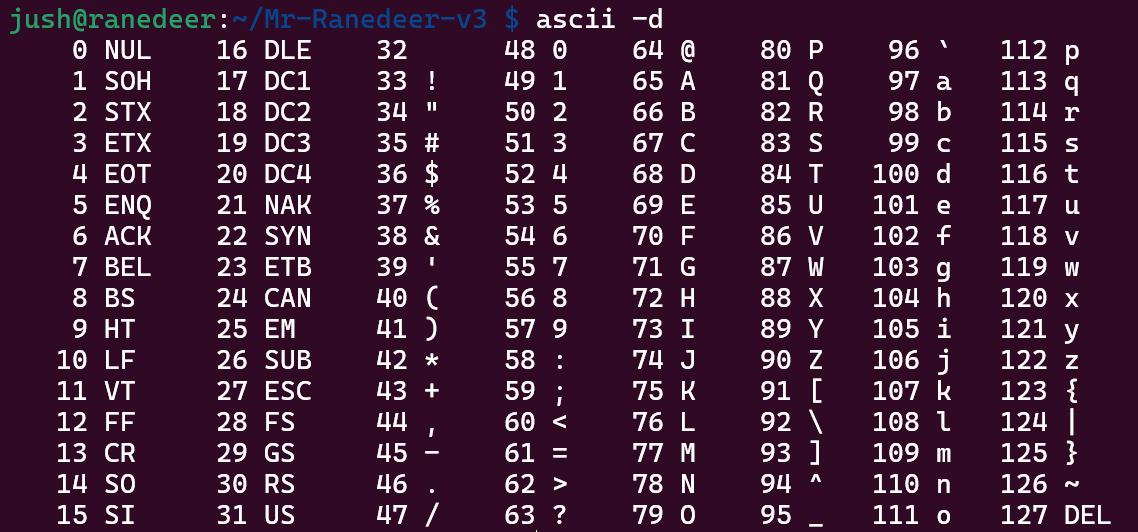 jush@ranedeer:~/Mr-Ranedeer-v3 $ ascii -d
    0 NUL    16 DLE    32      48 0    64 @    80 P    96 `   112 p
    1 SOH    17 DC1    33 !    49 1    65 A    81 Q    97 a   113 q
    2 STX    18 DC2    34 "    50 2    66 B    82 R    98 b   114 r
    3 ETX    19 DC3    35 #    51 3    67 C    83 S    99 c   115 s
    4 EOT    20 DC4    36 $    52 4    68 D    84 T   100 d   116 t
    5 ENQ    21 NAK    37 %    53 5    69 E    85 U   101 e   117 u
    6 ACK    22 SYN    38 &    54 6    70 F    86 V   102 f   118 v
    7 BEL    23 ETB    39 '    55 7    71 G    87 W   103 g   119 w
    8 BS     24 CAN    40 (    56 8    72 H    88 X   104 h   120 x
    9 HT     25 EM     41 )    57 9    73 I    89 Y   105 i   121 y
   10 LF     26 SUB    42 *    58 :    74 J    90 Z   106 j   122 z
   11 VT     27 ESC    43 +    59 ;    75 K    91 [   107 k   123 {
   12 FF     28 FS     44 ,    60 <    76 L    92 \   108 l   124 |
   13 CR     29 GS     45 -    61 =    77 M    93 ]   109 m   125 }
   14 SO     30 RS     46 .    62 >    78 N    94 ^   110 n   126 ~
   15 SI     31 US     47 /    63 ?    79 O    95 _   111 o   127 DEL